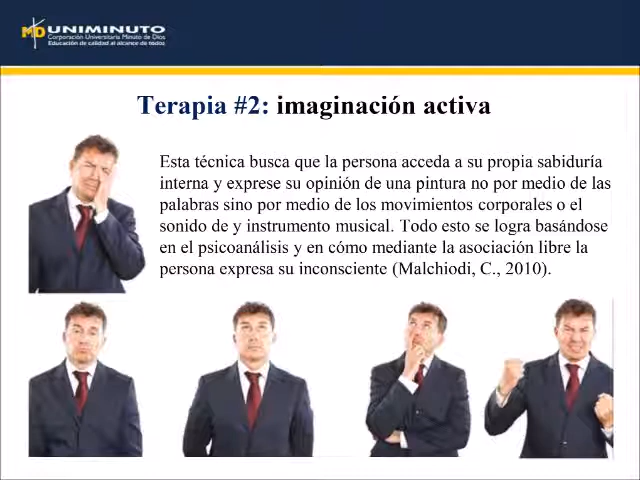 MD UNIMINUTO
Corporación Universitaria Minuto de Dios
Educación de calidad al alcance de todos
Terapia #2: imaginación activa
Esta técnica busca que la persona acceda a su propia sabiduría
interna y exprese su opinión de una pintura no por medio de las
palabras sino por medio de los movimientos corporales o el
sonido de y instrumento musical. Todo esto se logra basándose
en el psicoanálisis y en cómo mediante la asociación libre la
persona expresa su inconsciente (Malchiodi, C., 2010).